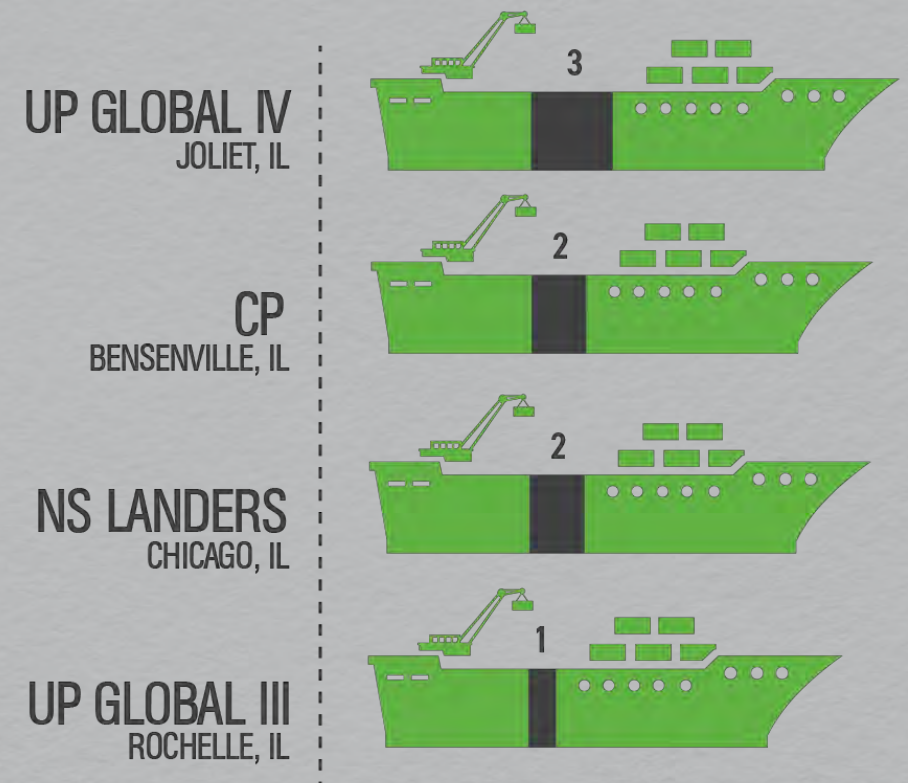 UP GLOBAL IV
JOLIET, IL
3
CP
BENSENVILLE, IL
2
NS LANDERS
CHICAGO, IL
2
UP GLOBAL III
ROCHELLE, IL
1